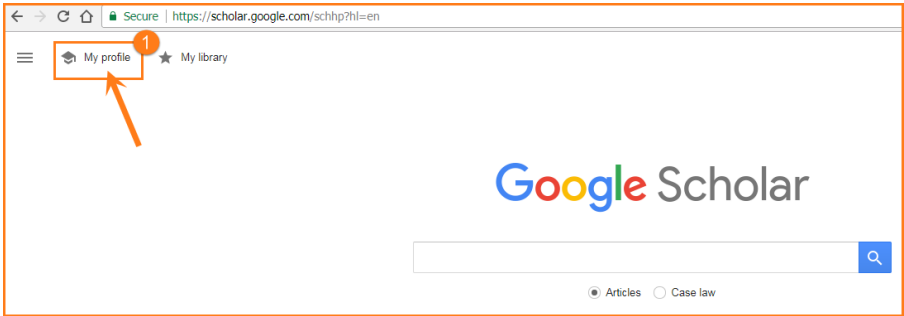 Secure | https://scholar.google.com/schhp?hl=en
1
My profile My library
Google Scholar
Articles Case law